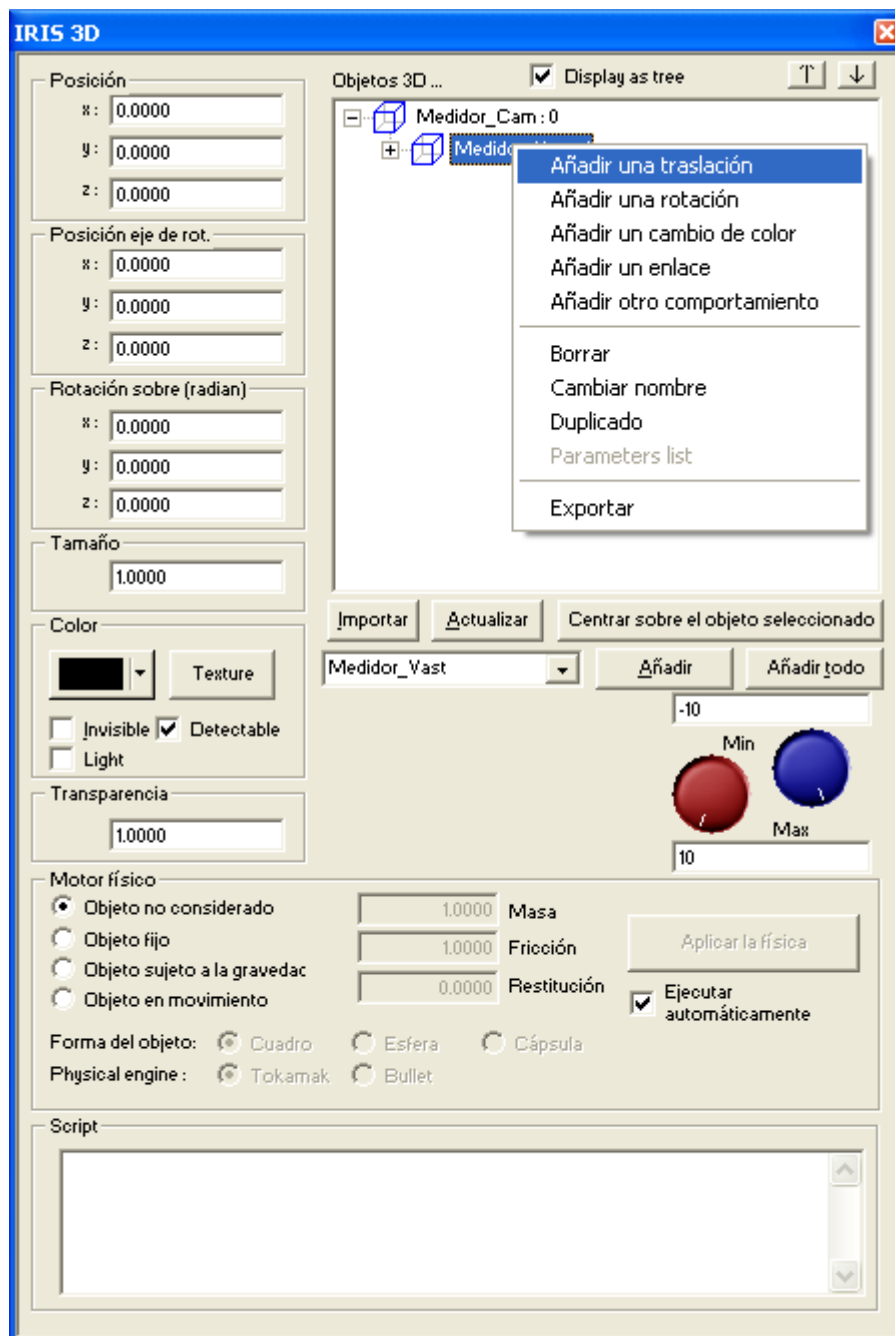 IRIS 3D
Posición
x: 0.0000
y: 0.0000
z: 0.0000
Posición eje de rot.
x: 0.0000
y: 0.0000
z: 0.0000
Rotación sobre (radian)
x: 0.0000
y: 0.0000
z: 0.0000
Tamaño
1.0000
Color
Texture
Invisible Detectable
Light
Transparencia
1.0000
Objetos 3D ... Display as tree
Medidor_Cam : 0
Añadir una traslación
Añadir una rotación
Añadir un cambio de color
Añadir un enlace
Añadir otro comportamiento
Borrar
Cambiar nombre
Duplicado
Parameters list
Exportar
Importar Actualizar Centrar sobre el objeto seleccionado
Medidor_Vast Añadir Añadir todo
-10
Min
Max
10
Motor físico
Objeto no considerado
Objeto fijo
Objeto sujeto a la gravedac
Objeto en movimiento
1.0000 Masa
1.0000 Fricción
0.0000 Restitución
Aplicar la física
Ejecutar
automáticamente
Forma del objeto: Cuadro Esfera Cápsula
Physical engine : Tokamak Bullet
Script